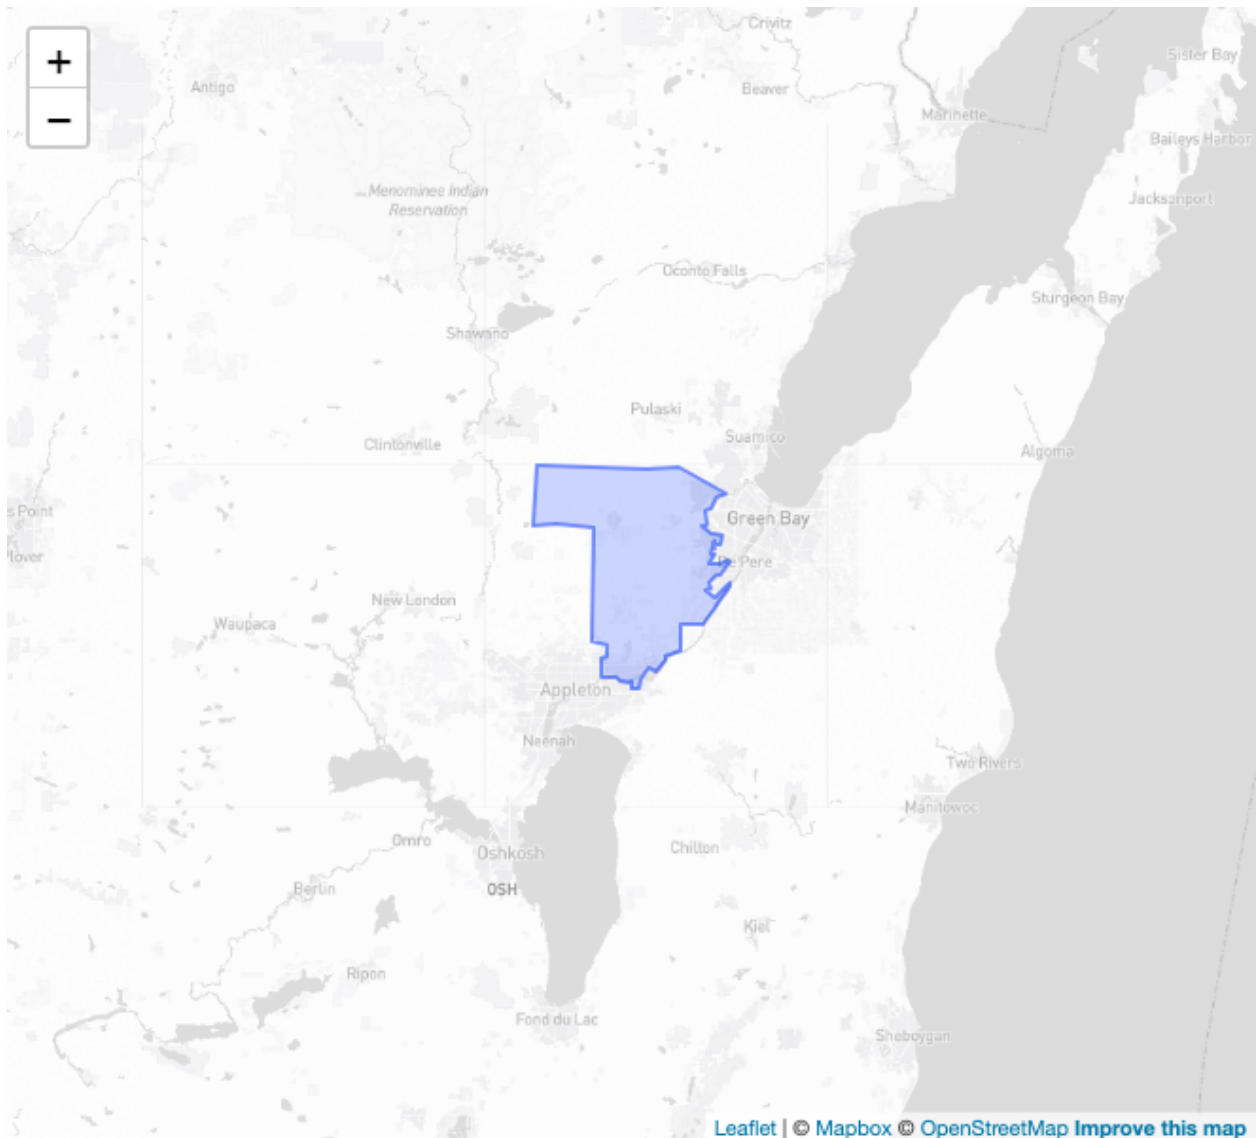 +
−
Crivitz
Sister Bay
Antigo
Beaver
Marinette
Baileys Harbor
Menominee Indian
Reservation
Jacksonport
Oconto Falls
Sturgeon Bay
Shawano
Pulaski
Suamico
Clintonville
Algoma
s Point
Green Bay
Plover
De Pere
New London
Waupaca
Appleton
Neenah
Two Rivers
Manitowoc
Omro
Oshkosh
Chilton
Berlin
OSH
Kiel
Ripon
Fond du Lac
Sheboygan
Leaflet | © Mapbox © OpenStreetMap Improve this map